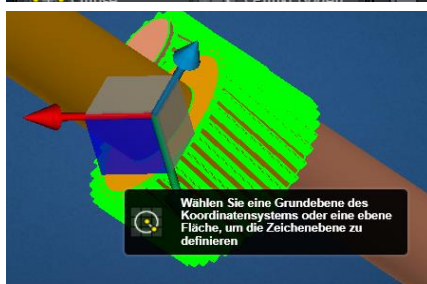 Wählen Sie eine Grundebene des
Koordinatensystems oder eine ebene
Fläche, um die Zeichenebene zu
definieren